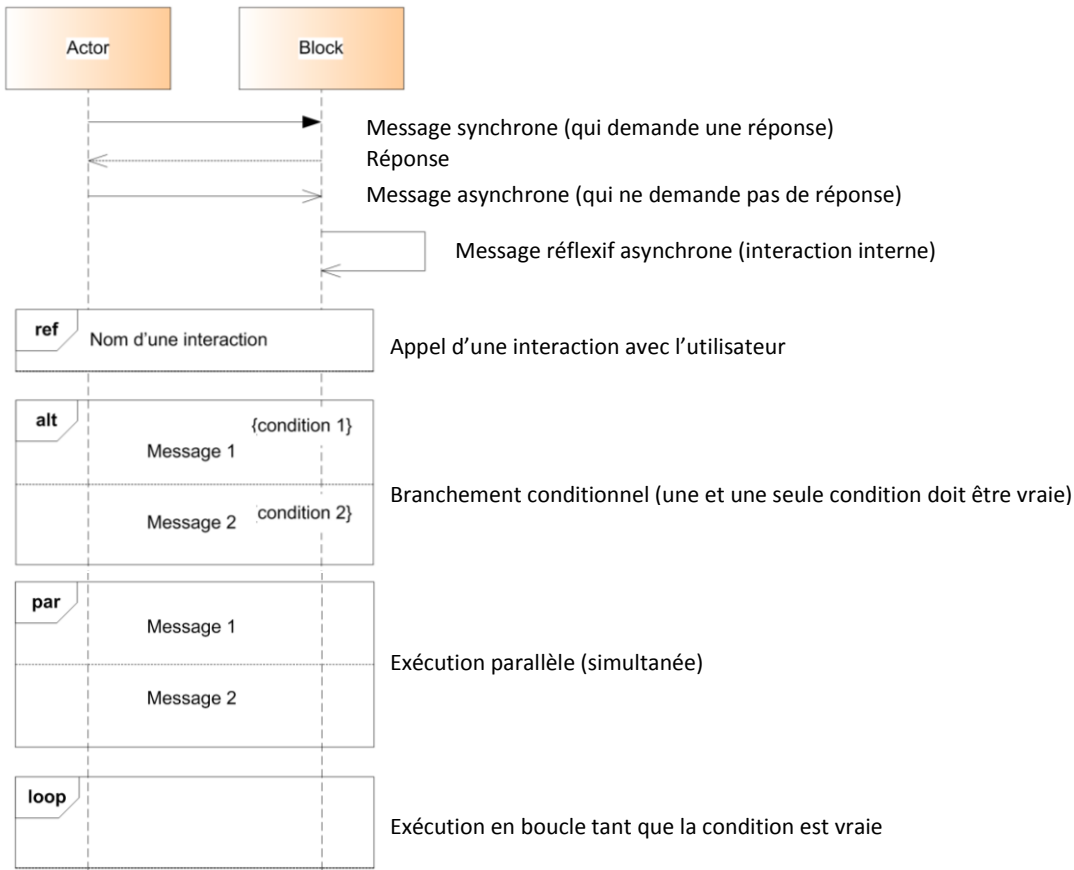 Actor
Block
Message synchrone (qui demande une réponse)
Réponse
Message asynchrone (qui ne demande pas de réponse)
Message réflexif asynchrone (interaction interne)
ref
Nom d'une interaction
Appel d'une interaction avec l'utilisateur
alt
{condition 1}
Message 1
Branchement conditionnel (une et une seule condition doit être vraie)
condition 2}
Message 2
par
Message 1
Exécution parallèle (simultanée)
Message 2
loop
Exécution en boucle tant que la condition est vraie